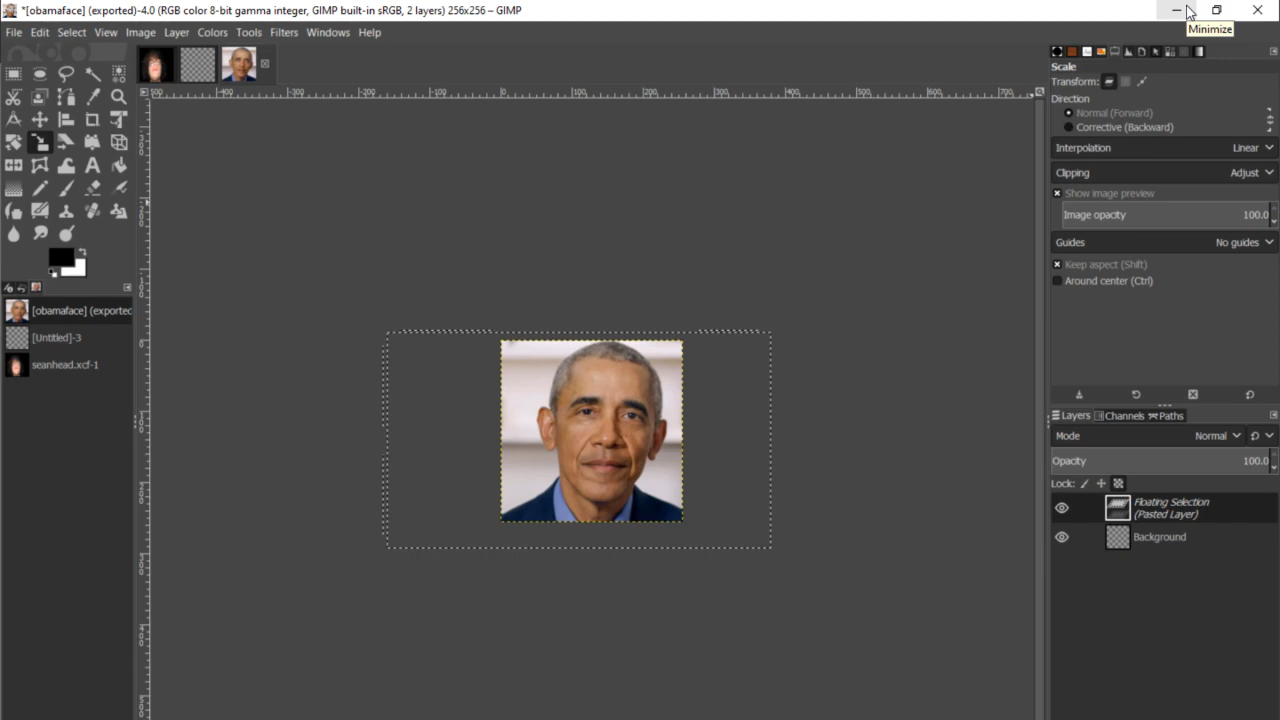 *[obamaface] (exported)-4.0 (RGB color 8-bit gamma integer, GIMP built-in sRGB, 2 layers) 256x256 – GIMP
Minimize
File Edit Select View Image Layer Colors Tools Filters Windows Help
Scale
Transform:
Direction
Normal (Forward)
Corrective (Backward)
Interpolation Linear
Clipping Adjust
Show image preview
Image opacity 100.0
Guides No guides
Keep aspect (Shift)
Around center (Ctrl)
[obamaface] (exported
[Untitled]-3
seanhead.xcf-1
Layers Channels Paths
Mode Normal
Opacity 100.0
Lock:
Floating Selection
(Pasted Layer)
Background